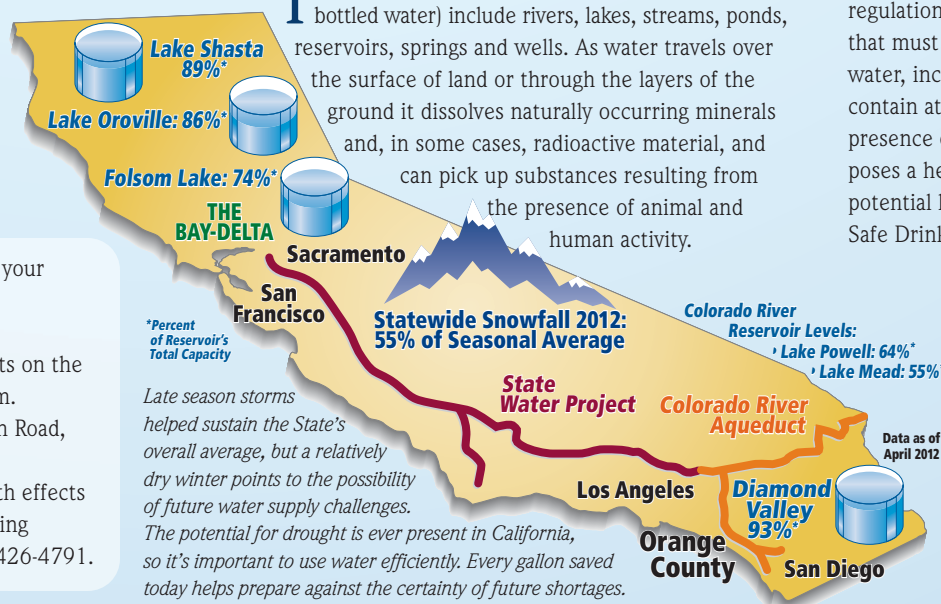 bottled water) include rivers, lakes, streams, ponds,
reservoirs, springs and wells. As water travels over
the surface of land or through the layers of the
ground it dissolves naturally occurring minerals
and, in some cases, radioactive material, and
can pick up substances resulting from
the presence of animal and
human activity.
regulation
that must
water, inc
contain at
presence
poses a he
potential
Safe Drink
Lake Shasta
89%*
Lake Oroville: 86%*
Folsom Lake: 74%*
THE
BAY-DELTA
Sacramento
San
Francisco
*Percent
of Reservoir's
Total Capacity
Statewide Snowfall 2012:
55% of Seasonal Average
Colorado River
Reservoir Levels:
Lake Powell: 64%*
Lake Mead: 55%*
State
Water Project
Colorado River
Aqueduct
Data as of
April 2012
Los Angeles
Diamond
Valley
93%*
Orange
County
San Diego
your
ts on the
m.
n Road,
th effects
ing
426-4791.
Late season storms
helped sustain the State's
overall average, but a relatively
dry winter points to the possibility
of future water supply challenges.
The potential for drought is ever present in California,
so it's important to use water efficiently. Every gallon saved
today helps prepare against the certainty of future shortages.